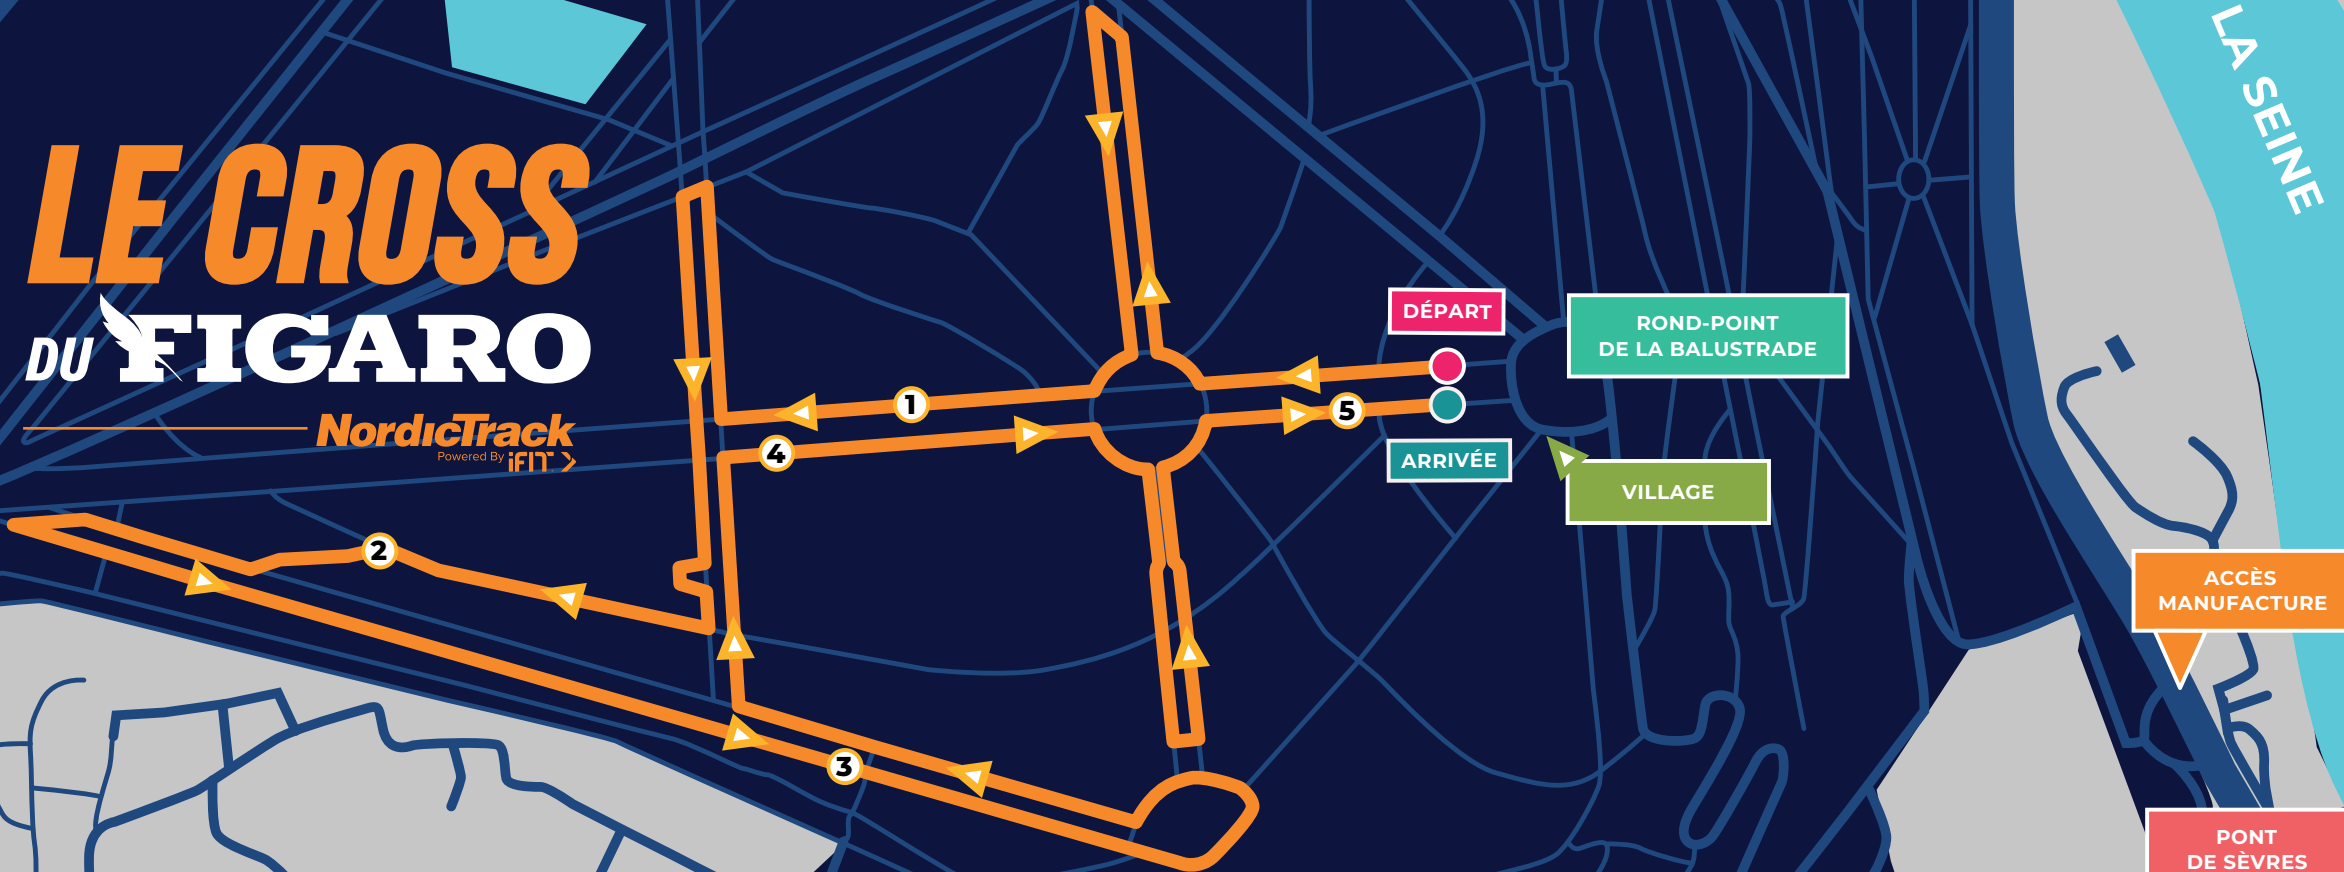 LA SEINE
LE CROSS
DU FIGARO
NordicTrack
Powered By iFIT
DÉPART
ROND-POINT
DE LA BALUSTRADE
1
5
4
ARRIVÉE
VILLAGE
2
ACCÈS
MANUFACTURE
3
PONT
DE SÈVRES